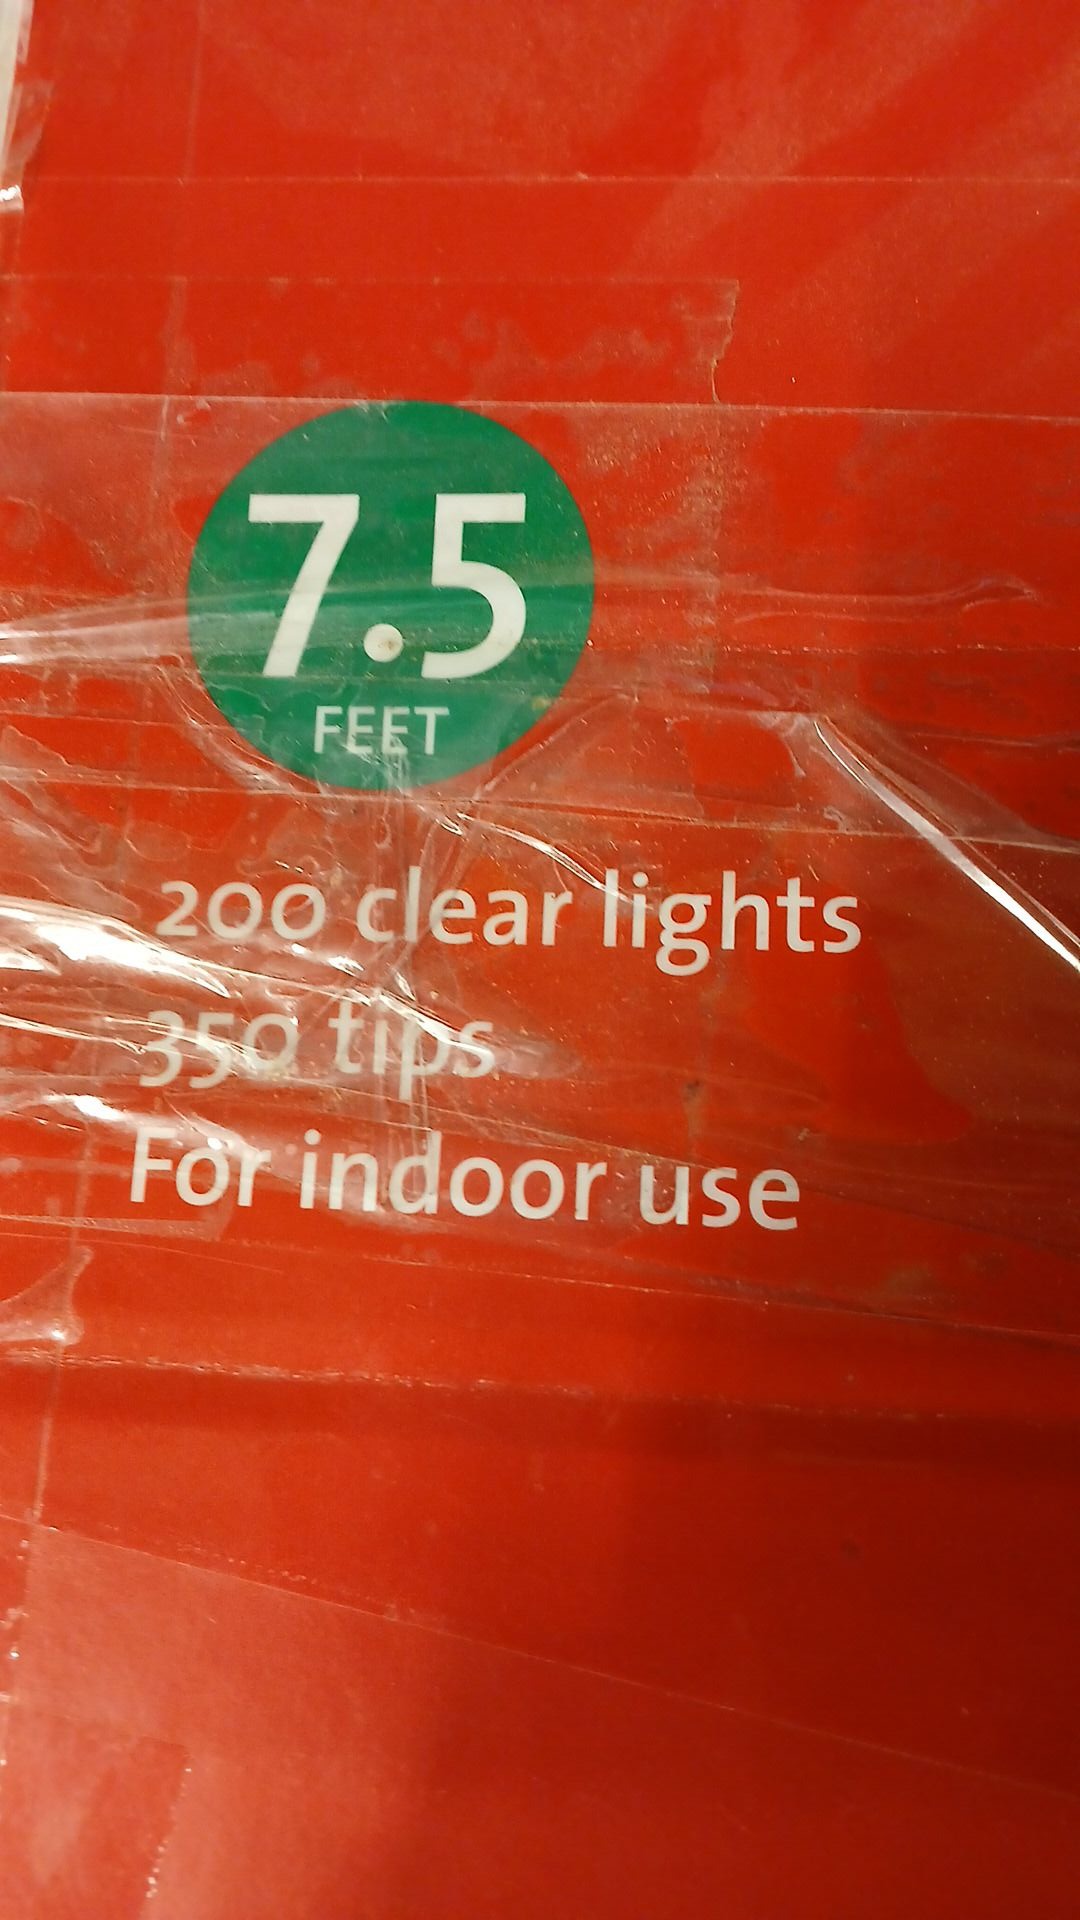 7.5
FEET
200 clear lights
350 tips
For indoor use